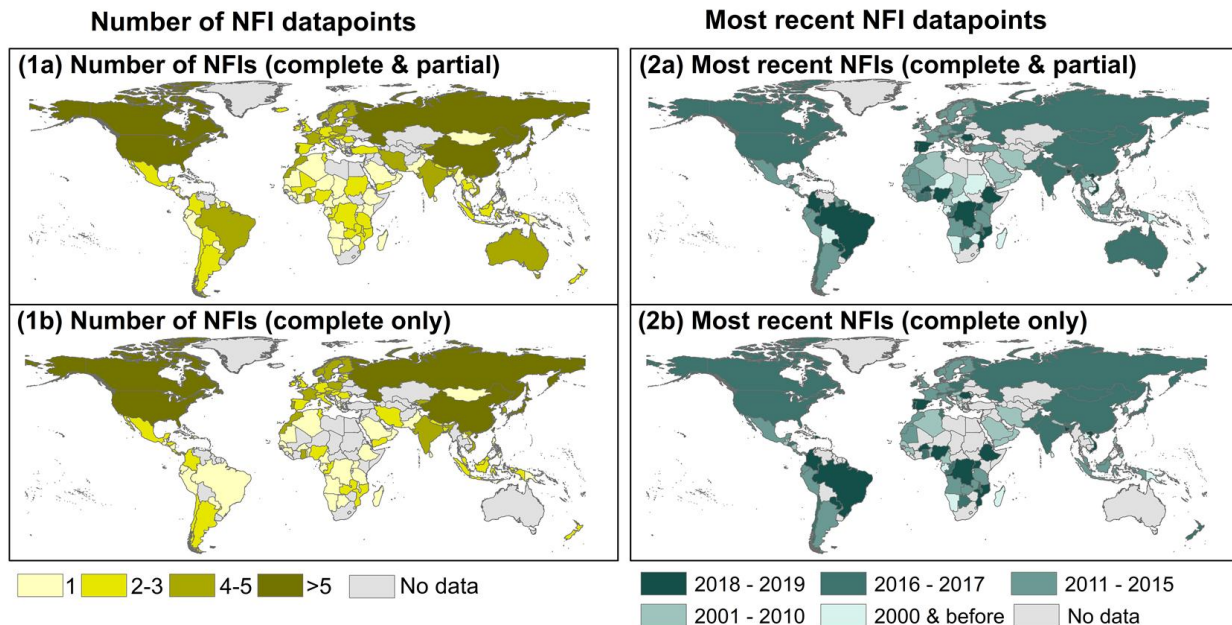 Number of NFI datapoints
Most recent NFI datapoints
(1a) Number of NFIs (complete & partial)
(2a) Most recent NFIs (complete & partial)
(1b) Number of NFIs (complete only)
(2b) Most recent NFIs (complete only)
1 2-3 4-5 >5 No data
2018 - 2019 2016 - 2017 2011 - 2015
2001 - 2010 2000 & before No data